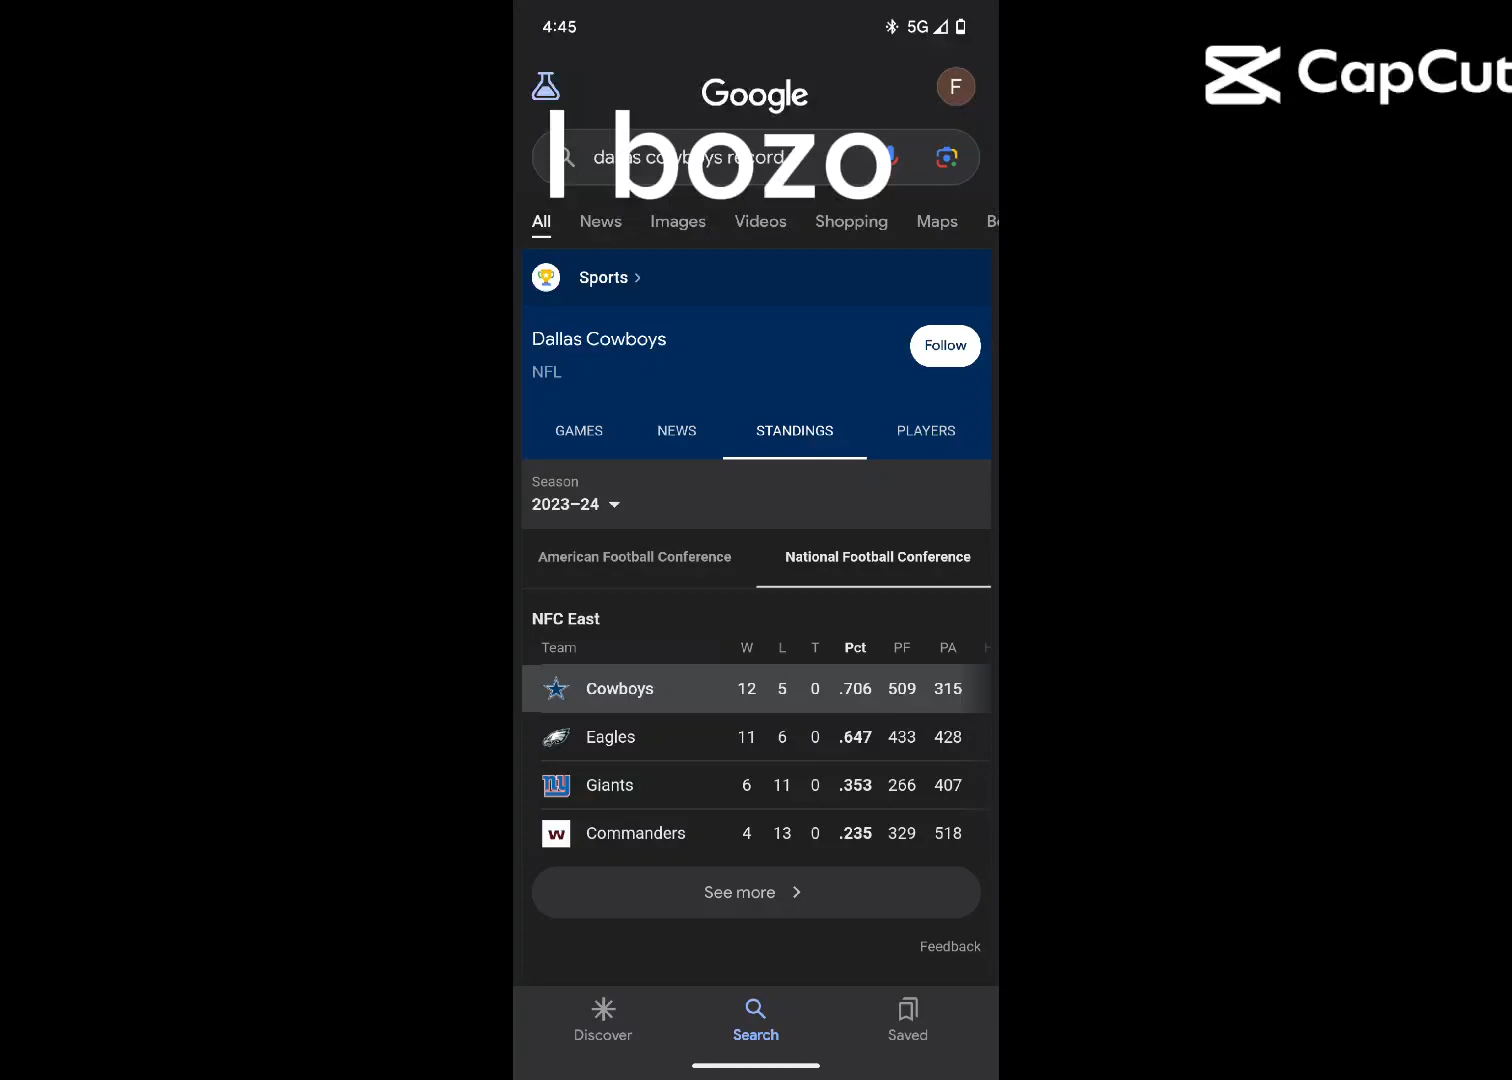 4:45
5G
CapCut
Google
F
I bozo
dallas cowboys record
All News Images Videos Shopping Maps
Sports
Dallas Cowboys
Follow
NFL
GAMES NEWS STANDINGS PLAYERS
Season
2023–24
American Football Conference National Football Conference
NFC East
Team W L T Pct PF PA
Cowboys 12 5 0 .706 509 315
Eagles 11 6 0 .647 433 428
Giants 6 11 0 .353 266 407
W Commanders 4 13 0 .235 329 518
See more
Feedback
Discover Search Saved